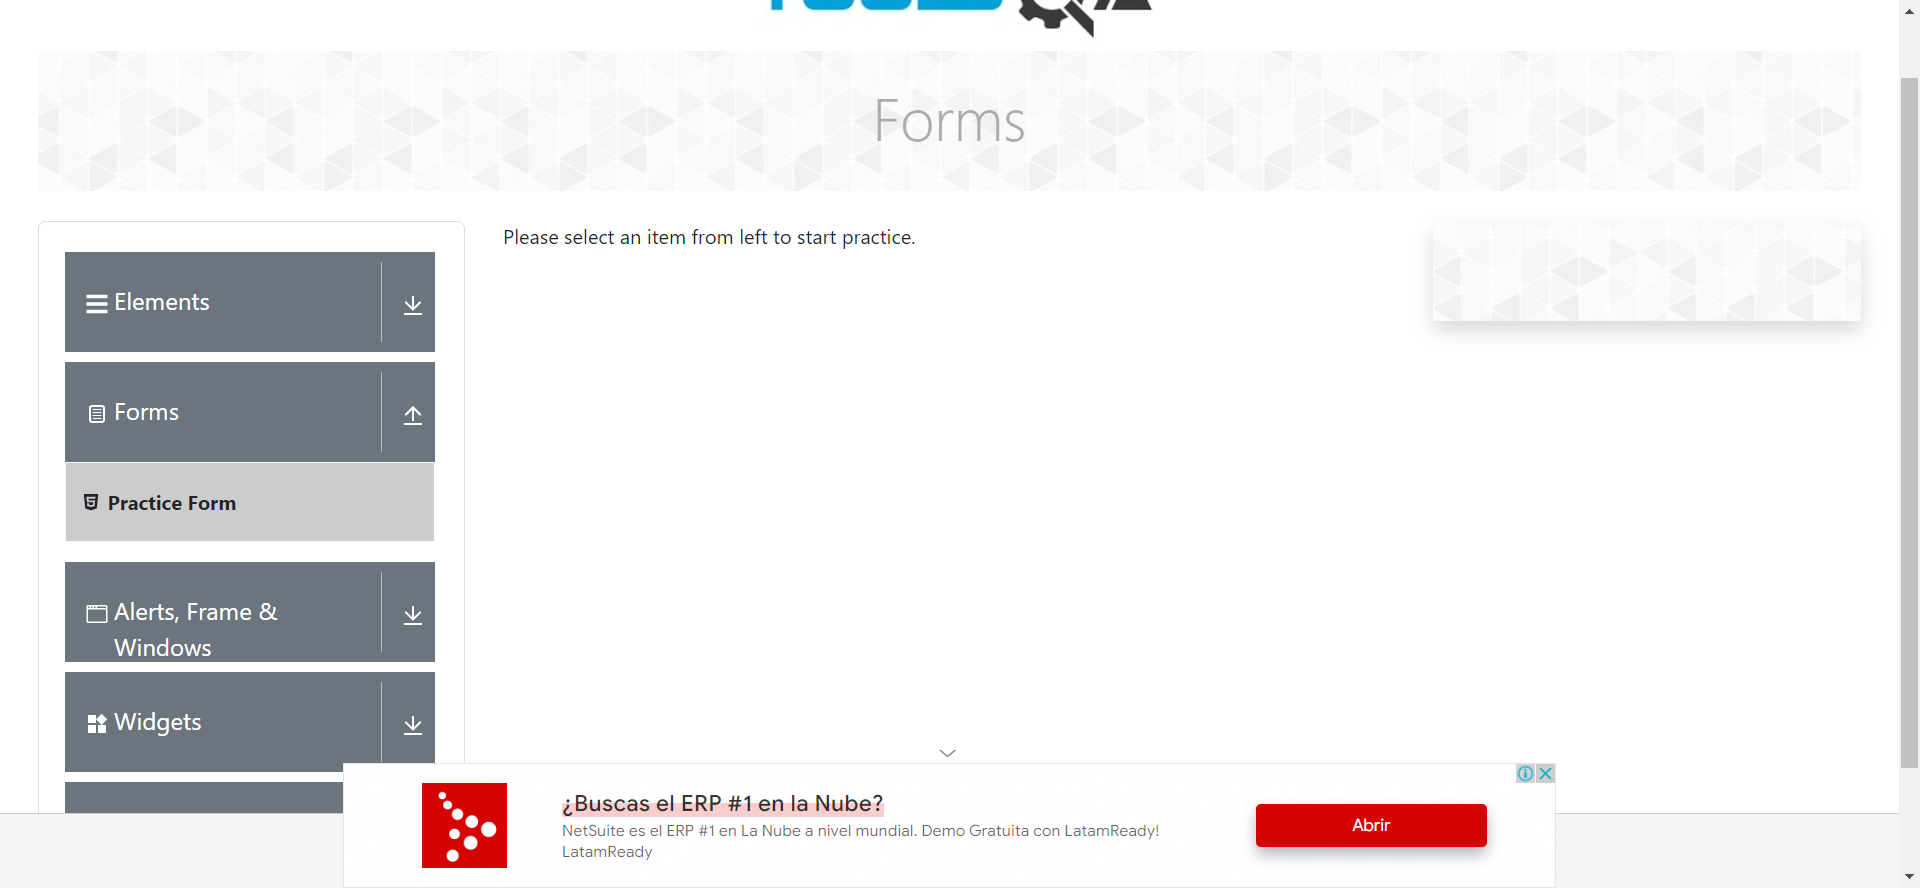 Forms
Please select an item from left to start practice.
Elements
Forms
Practice Form
Alerts, Frame &
Windows
Widgets
¿Buscas el ERP #1 en la Nube?
NetSuite es el ERP #1 en La Nube a nivel mundial. Demo Gratuita con LatamReady!
LatamReady
Abrir